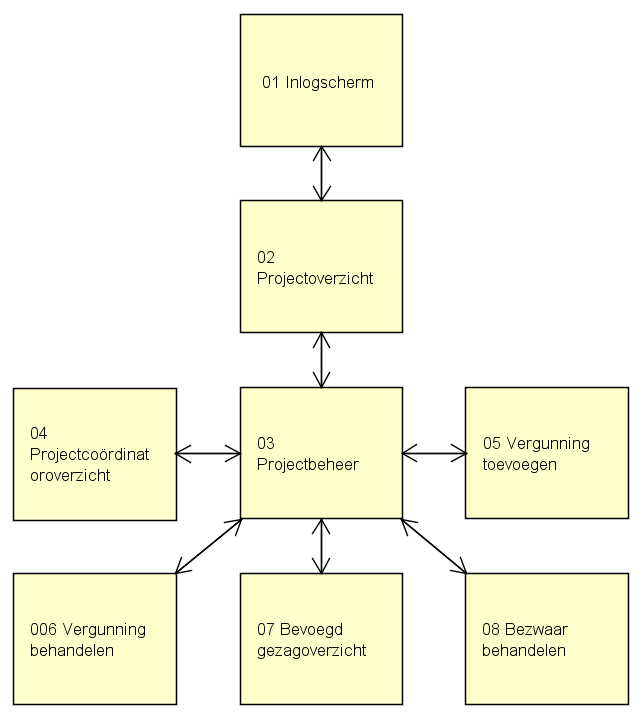 01 Inlogscherm
02
Projectoverzicht
04
Projectcoördinat
oroverzicht
03
Projectbeheer
05 Vergunning
toevoegen
006 Vergunning
behandelen
07 Bevoegd
gezagoverzicht
08 Bezwaar
behandelen